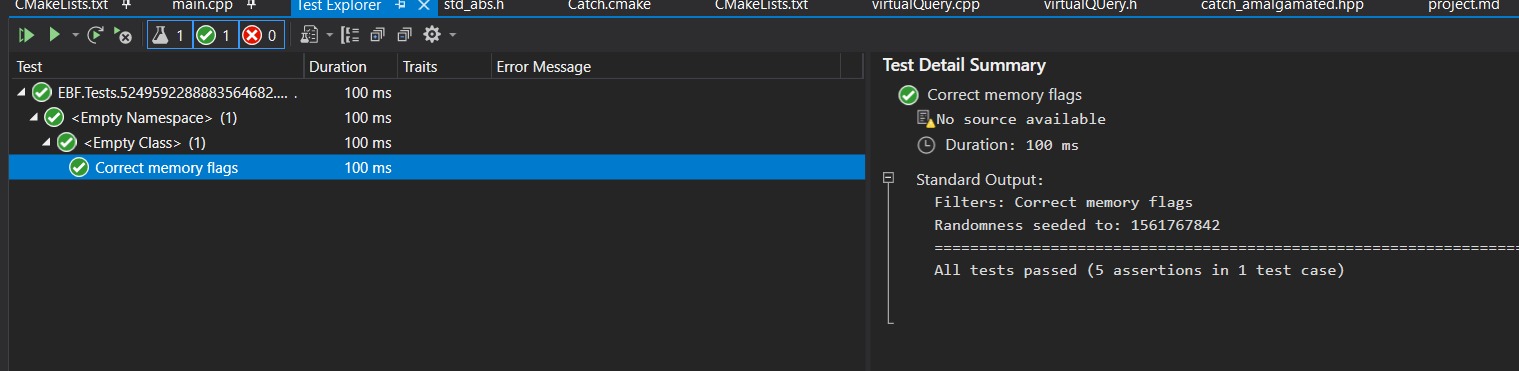 CMakeLists.txt main.cpp Test Explorer std_abs.h Catch.cmake CMakeLists.txt virtualQuery.cpp virtualQUery.h catch_amalgamated.hpp project.md
1 1 0
Test Duration Traits Error Message
EBF.Tests.5249592288883564682.... . 100 ms
<Empty Namespace> (1) 100 ms
<Empty Class> (1) 100 ms
Correct memory flags 100 ms
Test Detail Summary
Correct memory flags
No source available
Duration: 100 ms
Standard Output:
Filters: Correct memory flags
Randomness seeded to: 1561767842
===============================================================================
All tests passed (5 assertions in 1 test case)